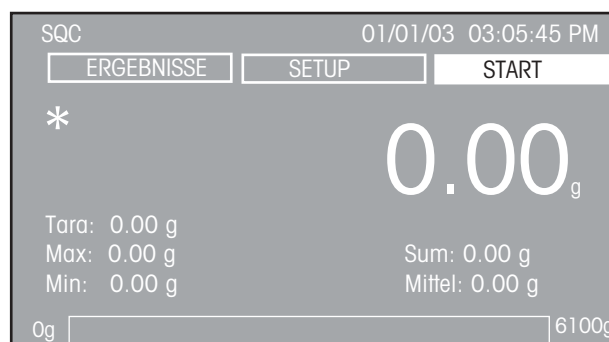 SQC 01/01/03 03:05:45 PM
ERGEBNISSE SETUP START
*
0.00 g
Tara: 0.00 g
Max: 0.00 g Sum: 0.00 g
Min: 0.00 g Mittel: 0.00 g
0g 6100g